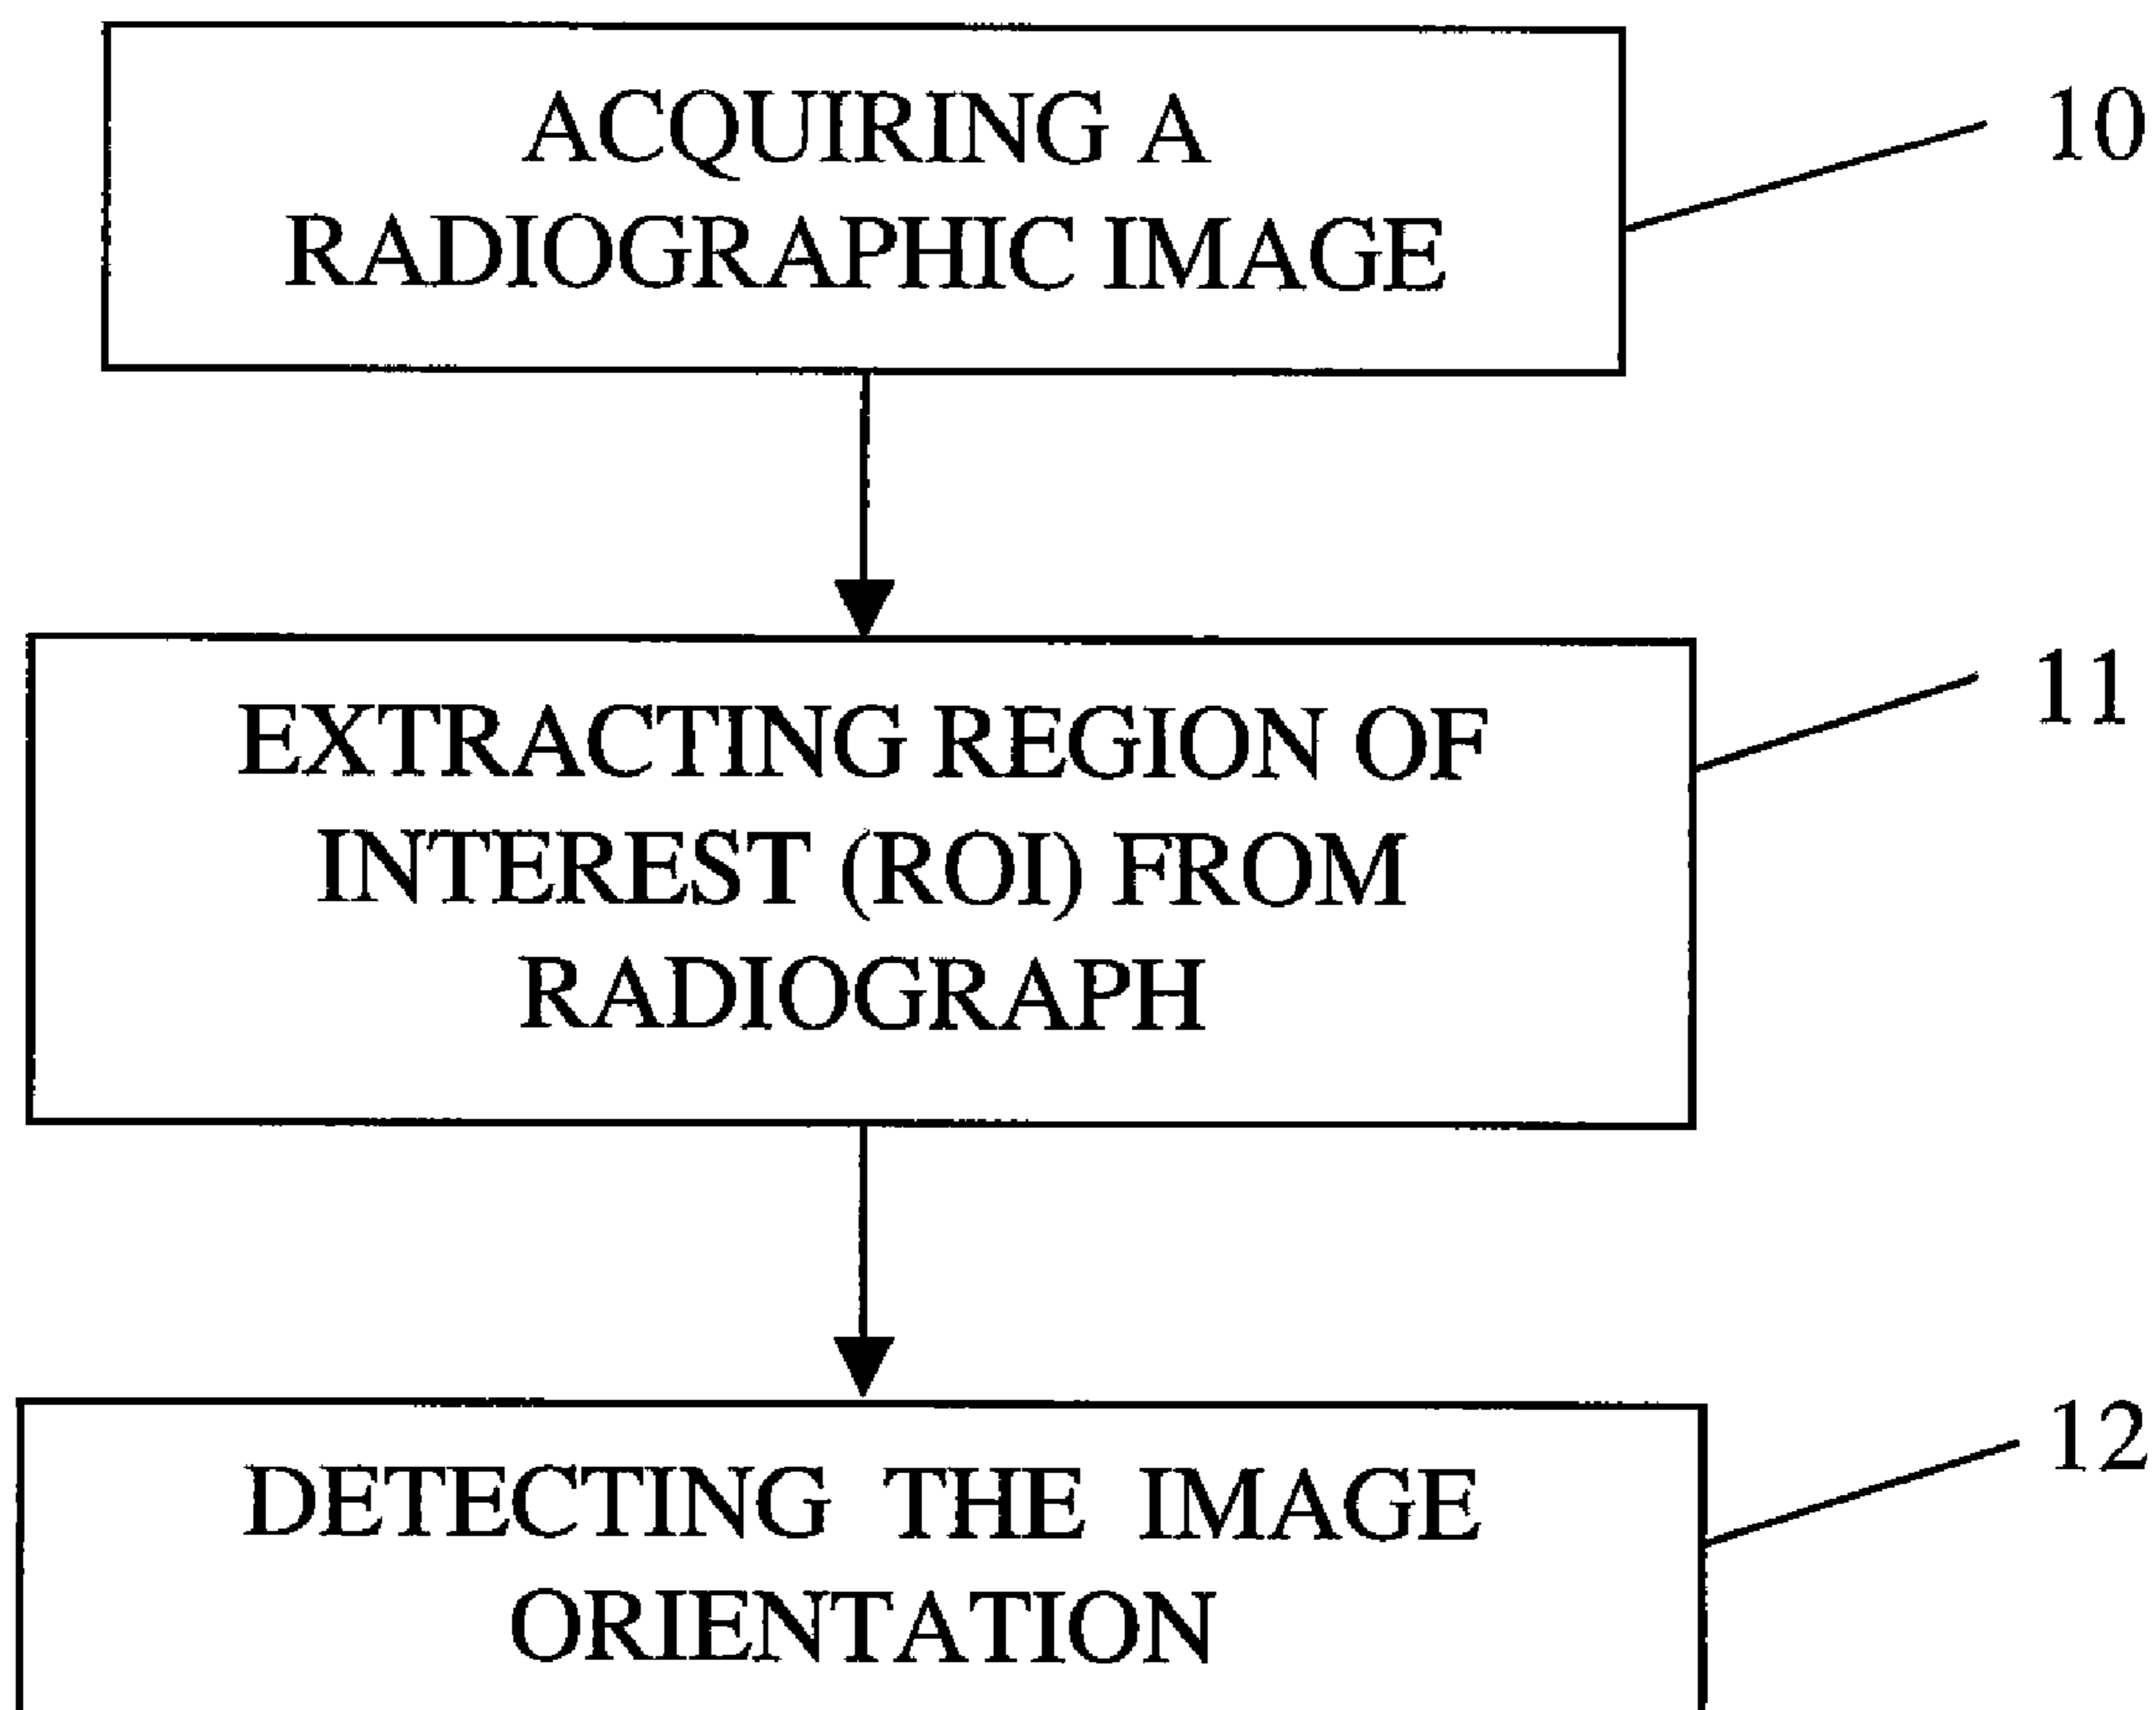 ACQUIRING A
RADIOGRAPHIC IMAGE
10
EXTRACTING REGION OF
INTEREST (ROI) FROM
RADIOGRAPH
11
DETECTING THE IMAGE
ORIENTATION
12